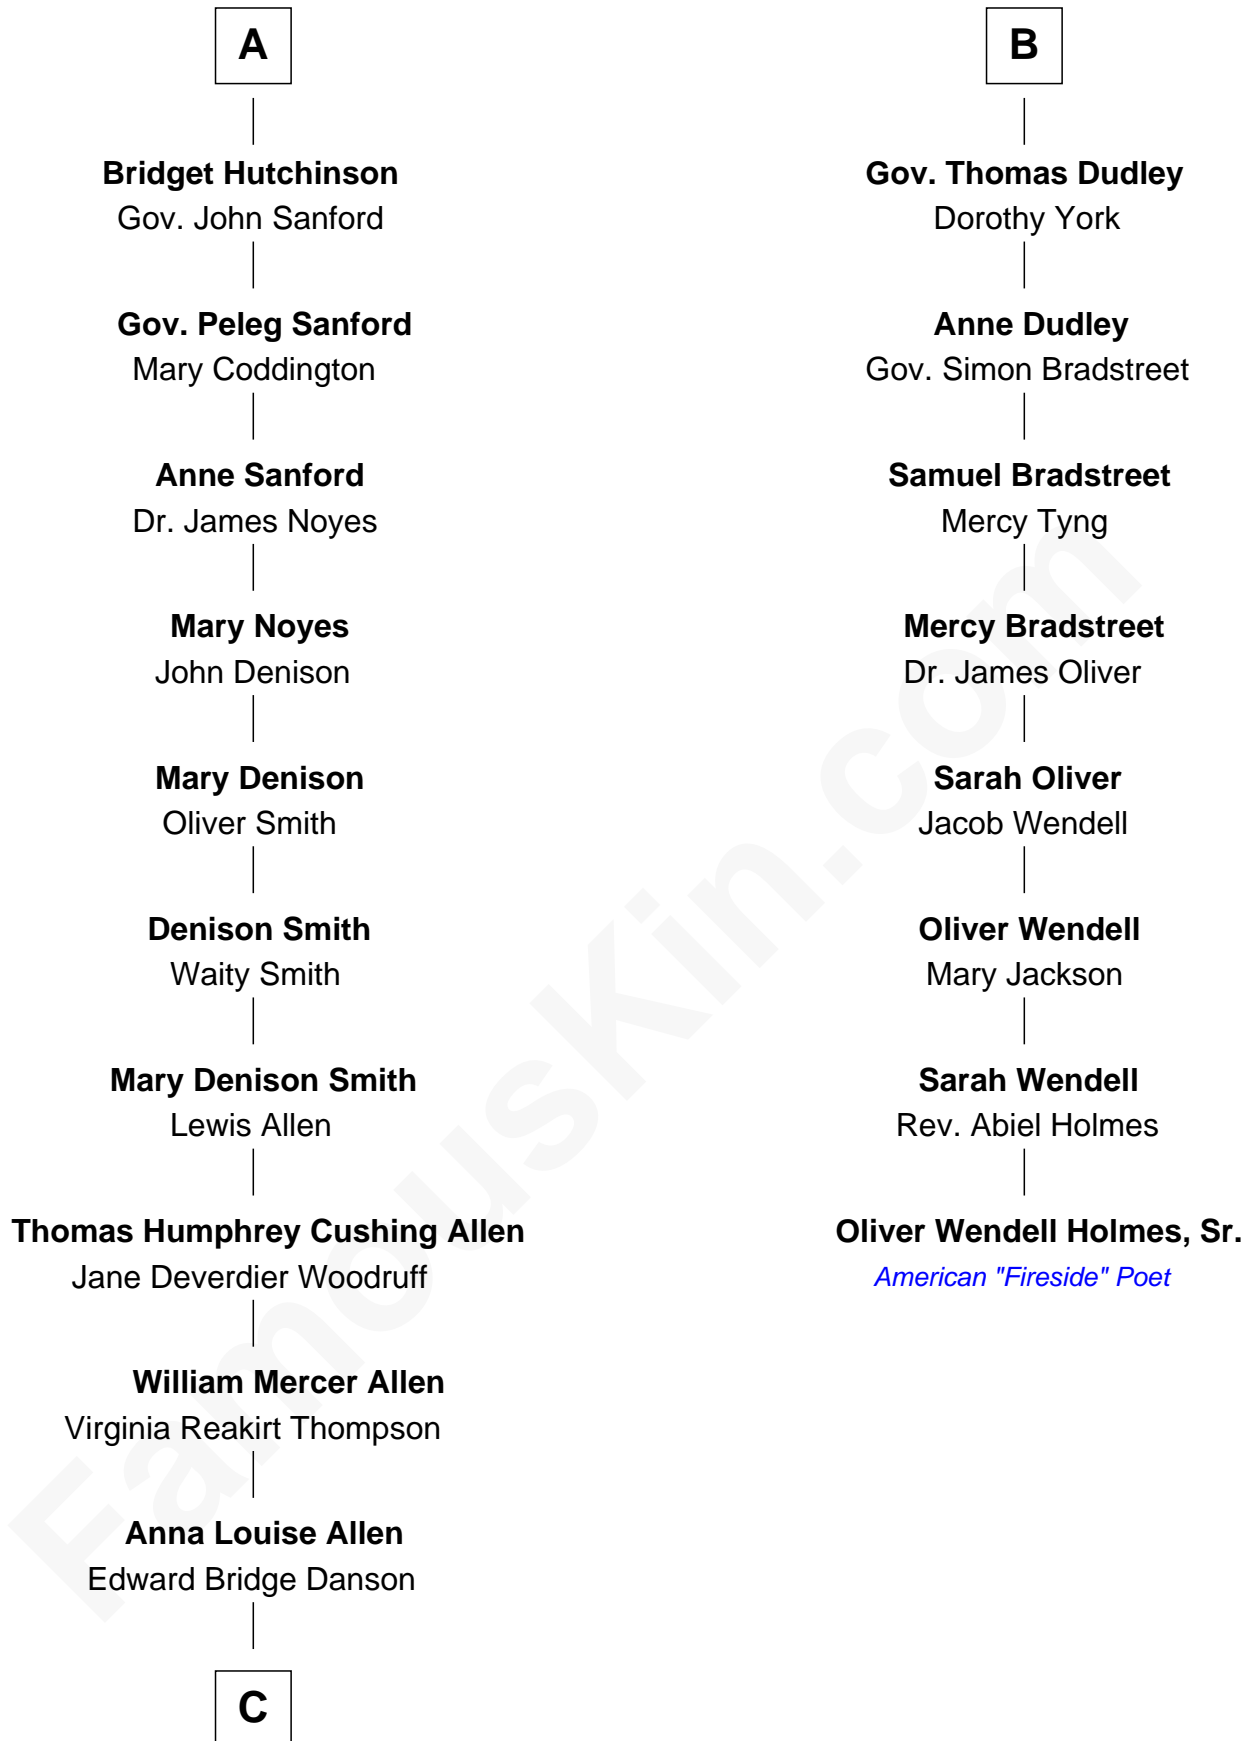 A
Bridget Hutchinson
Gov. John Sanford
Gov. Peleg Sanford
Mary Coddington
Anne Sanford
Dr. James Noyes
Mary Noyes
John Denison
Mary Denison
Oliver Smith
Denison Smith
Waity Smith
Mary Denison Smith
Lewis Allen
Thomas Humphrey Cushing Allen
Jane Deverdier Woodruff
William Mercer Allen
Virginia Reakirt Thompson
Anna Louise Allen
Edward Bridge Danson
C
B
Gov. Thomas Dudley
Dorothy York
Anne Dudley
Gov. Simon Bradstreet
Samuel Bradstreet
Mercy Tyng
Mercy Bradstreet
Dr. James Oliver
Sarah Oliver
Jacob Wendell
Oliver Wendell
Mary Jackson
Sarah Wendell
Rev. Abiel Holmes
Oliver Wendell Holmes, Sr.
American "Fireside" Poet
FamousKin.com